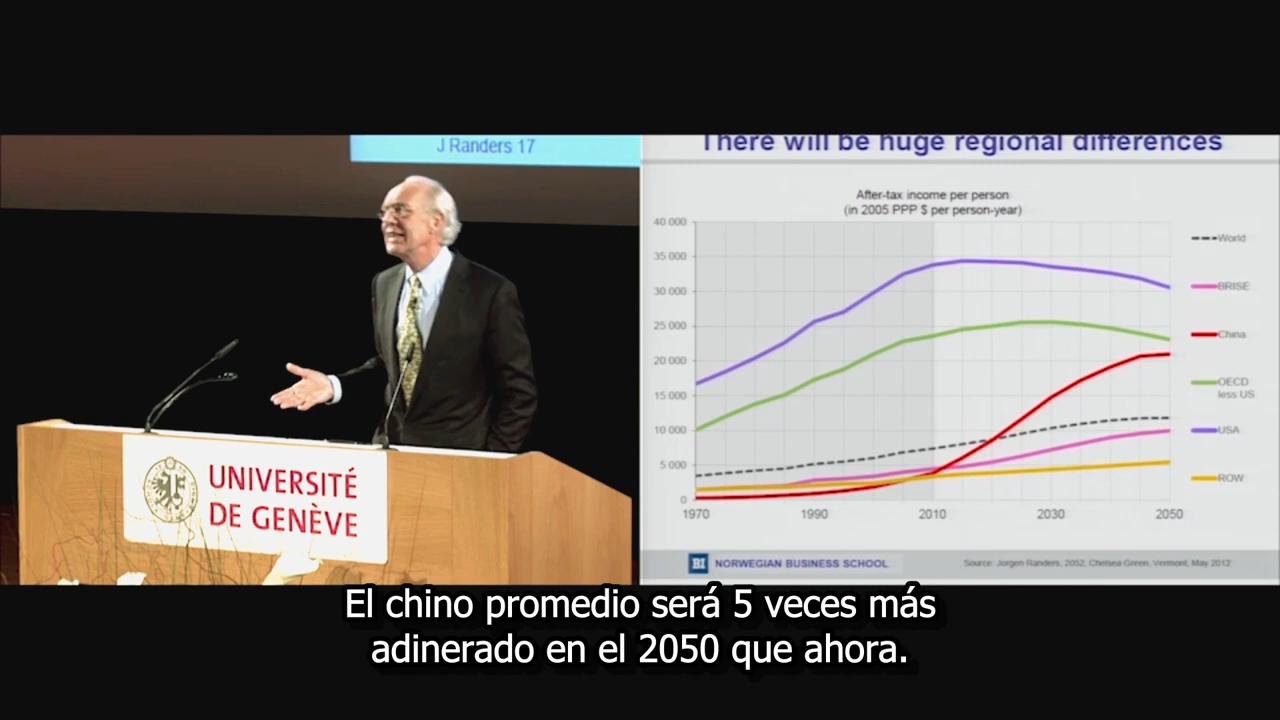 J Randers 17
UNIVERSITÉ
DE GENÈVE
There will be huge regional differences
After-tax income per person
(in 2005 PPP $ per person-year)
40 000
35 000
30 000
25 000
20 000
15 000
10 000
5 000
0
1970
1990
2010
2030
2050
World
BRISE
China
OECD
less US
USA
ROW
BI NORWEGIAN BUSINESS SCHOOL
Source: Jorgen Randers, 2052, Chelsea Green, Vermont, May 2012
El chino promedio será 5 veces más
adinerado en el 2050 que ahora.